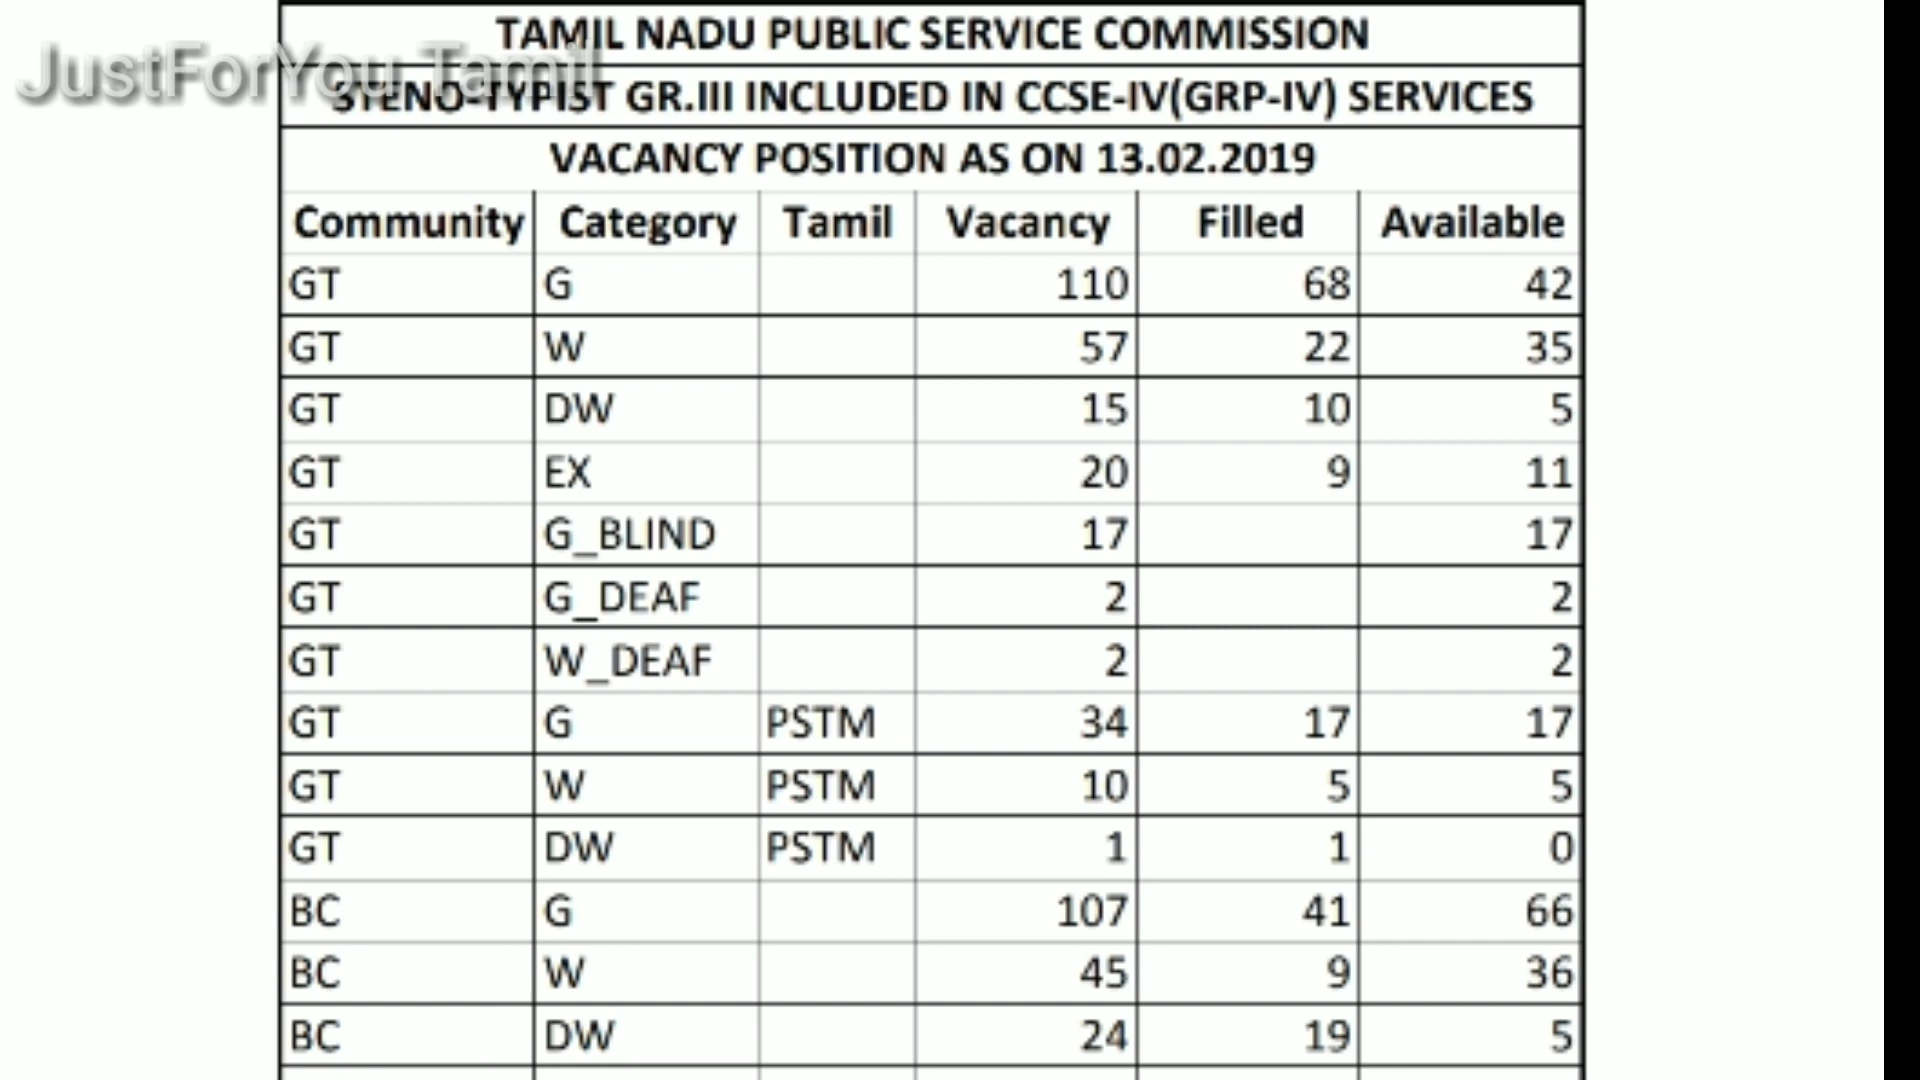 JustForYou Tamil
TAMIL NADU PUBLIC SERVICE COMMISSION
STENO-TYPIST GR.III INCLUDED IN CCSE-IV(GRP-IV) SERVICES
VACANCY POSITION AS ON 13.02.2019
Community Category Tamil Vacancy Filled Available
GT G 110 68 42
GT W 57 22 35
GT DW 15 10 5
GT EX 20 9 11
GT G_BLIND 17 17
GT G_DEAF 2 2
GT W_DEAF 2 2
GT G PSTM 34 17 17
GT W PSTM 10 5 5
GT DW PSTM 1 1 0
BC G 107 41 66
BC W 45 9 36
BC DW 24 19 5